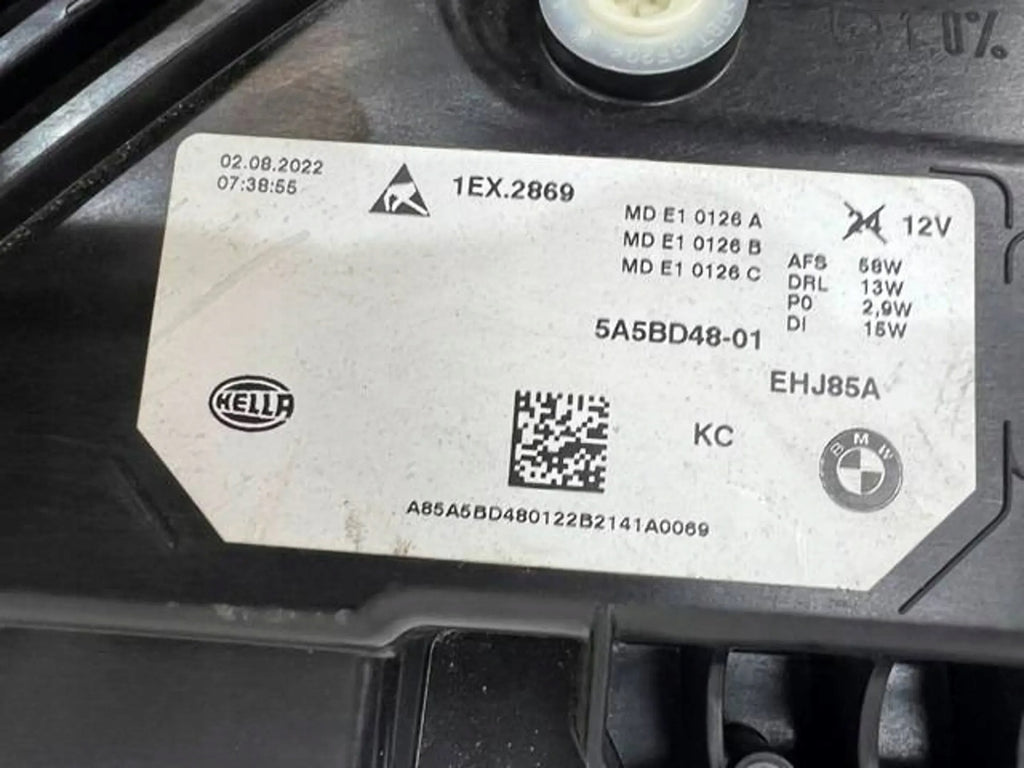 02.08.2022
07:38:55
1EX.2869
MD E1 0126 A
MD E1 0126 B
MD E1 0126 C
24 12V
AFS 58W
DRL 13W
PO 2,9W
DI 15W
5A5BD48-01
EHJ85A
HELLA
KC
BMW
A85A5BD480122B2141A0069